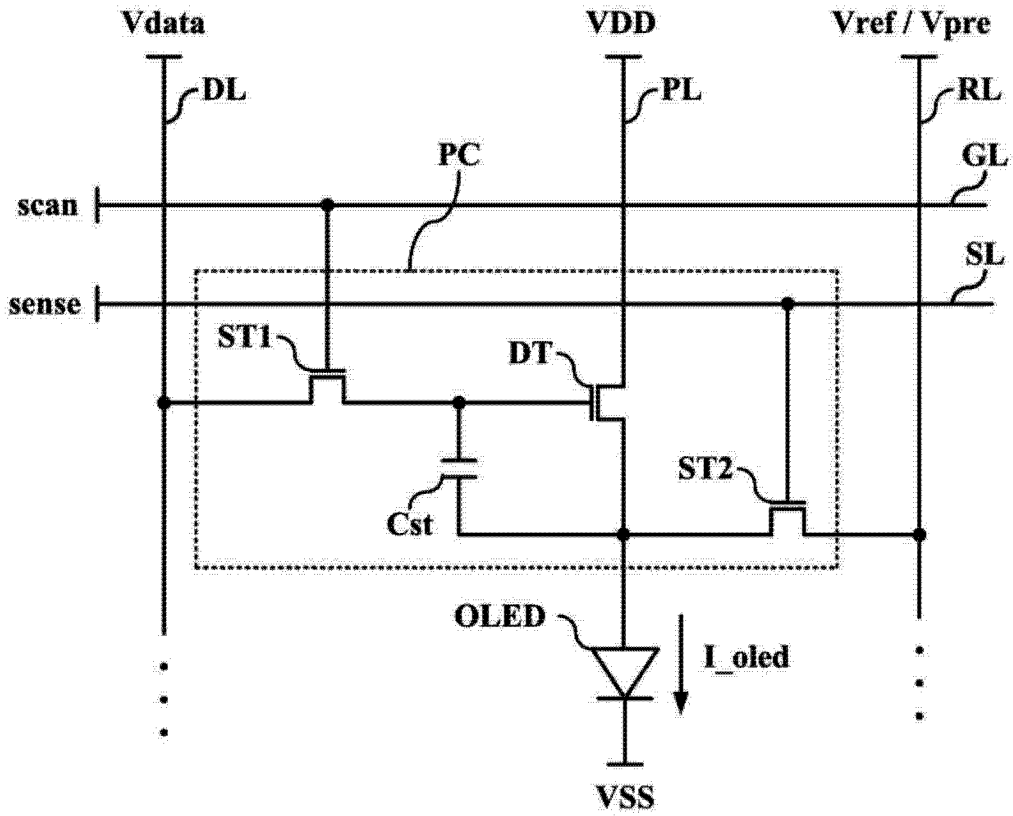 Vdata
VDD
Vref / Vpre
DL
PL
RL
PC
GL
scan
SL
sense
ST1
DT
ST2
Cst
OLED
I_oled
VSS